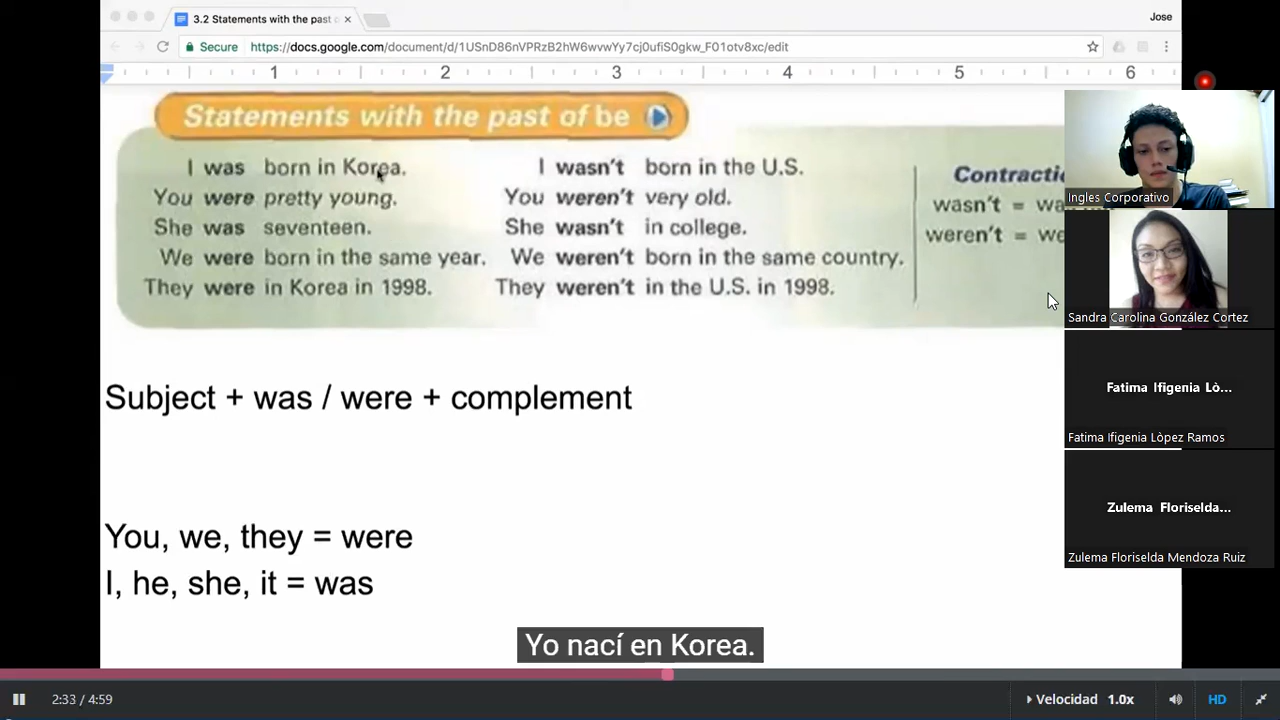 3.2 Statements with the past o
Jose
Secure
https://docs.google.com/document/d/1USnD86nVPRzB2hW6wvwYy7cj0ufiS0gkw_F01otv8xc/edit
1 2 3 4 5 6
Statements with the past of be
I was born in Korea.
You were pretty young.
She was seventeen.
We were born in the same year.
They were in Korea in 1998.
I wasn't born in the U.S.
You weren't very old.
She wasn't in college.
We weren't born in the same country.
They weren't in the U.S. in 1998.
Contractio
wasn't = wa
weren't = we
Subject + was / were + complement
You, we, they = were
I, he, she, it = was
Yo nací en Korea.
Ingles Corporativo
Sandra Carolina González Cortez
Fatima Ifigenia Lò...
Fatima Ifigenia Lòpez Ramos
Zulema Floriselda...
Zulema Floriselda Mendoza Ruiz
2:33 / 4:59
Velocidad 1.0x
HD